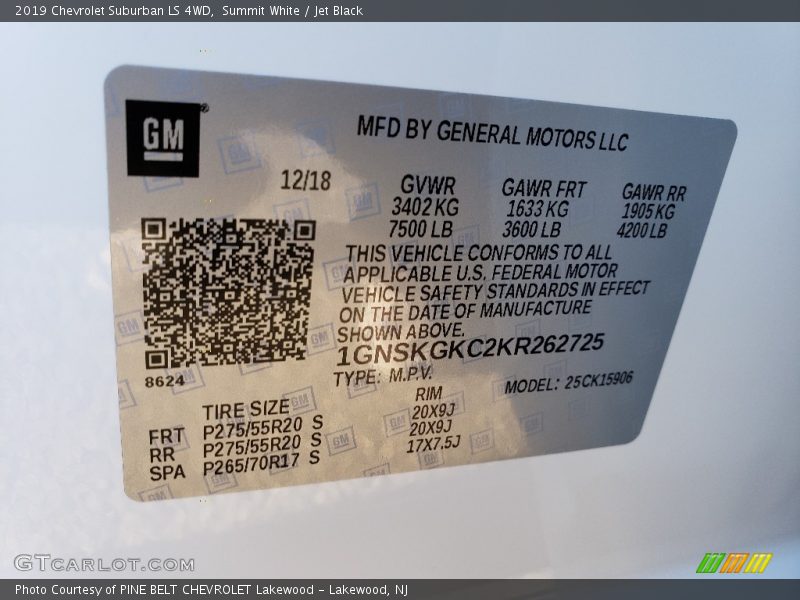 2019 Chevrolet Suburban LS 4WD, Summit White / Jet Black
GM
MFD BY GENERAL MOTORS LLC
12/18
GVWR GAWR FRT GAWR RR
3402 KG 1633 KG 1905 KG
7500 LB 3600 LB 4200 LB
THIS VEHICLE CONFORMS TO ALL
APPLICABLE U.S. FEDERAL MOTOR
VEHICLE SAFETY STANDARDS IN EFFECT
ON THE DATE OF MANUFACTURE
SHOWN ABOVE.
1GNSKGKC2KR262725
8624
TYPE: M.P.V. MODEL: 25CK15906
TIRE SIZE RIM
FRT P275/55R20 S 20X9J
RR P275/55R20 S 20X9J
SPA P265/70R17 S 17X7.5J
GTCARLOT.COM
Photo Courtesy of PINE BELT CHEVROLET Lakewood - Lakewood, NJ